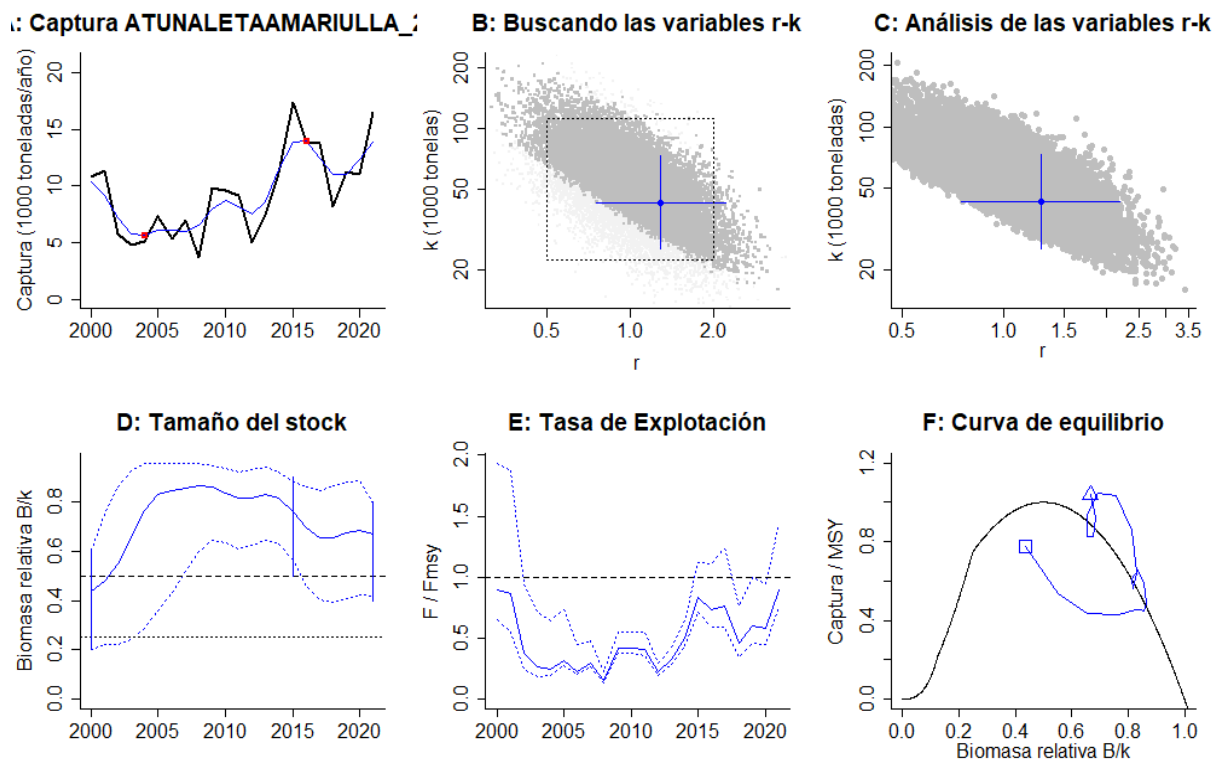 A: Captura ATUNALETAAMARIULLA_2
Captura (1000 toneladas/año)
0 5 10 15 20
2000 2005 2010 2015 2020
B: Buscando las variables r-k
k (1000 tonelas)
20 50 100 200
0.5 1.0 2.0
r
C: Análisis de las variables r-k
k (1000 toneladas)
20 50 100 200
0.5 1.0 1.5 2.5 3.5
r
D: Tamaño del stock
Biomasa relativa B/k
0.0 0.2 0.4 0.6 0.8
2000 2005 2010 2015 2020
E: Tasa de Explotación
F / Fmsy
0.0 0.5 1.0 1.5 2.0
2000 2005 2010 2015 2020
F: Curva de equilibrio
Captura / MSY
0.0 0.4 0.8 1.2
0.0 0.2 0.4 0.6 0.8 1.0
Biomasa relativa B/k